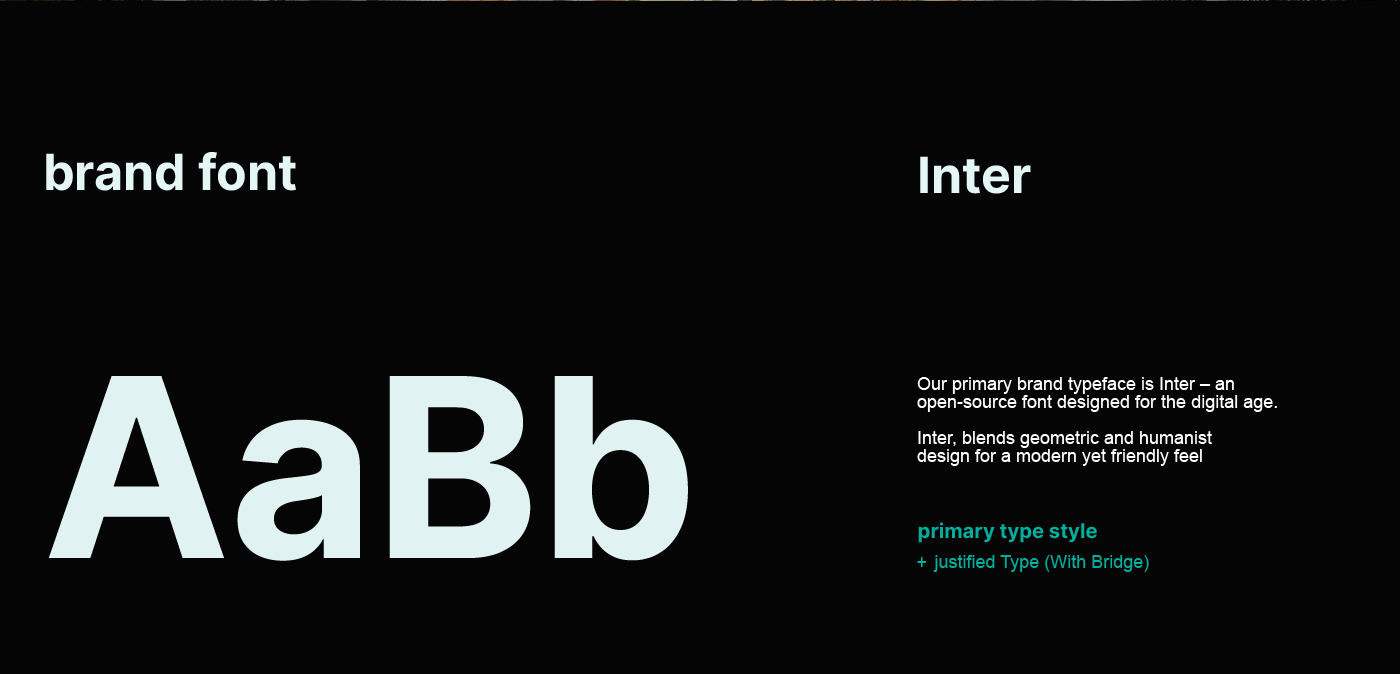 brand font
Inter
AaBb
Our primary brand typeface is Inter – an
open-source font designed for the digital age.
Inter, blends geometric and humanist
design for a modern yet friendly feel
primary type style
+ justified Type (With Bridge)